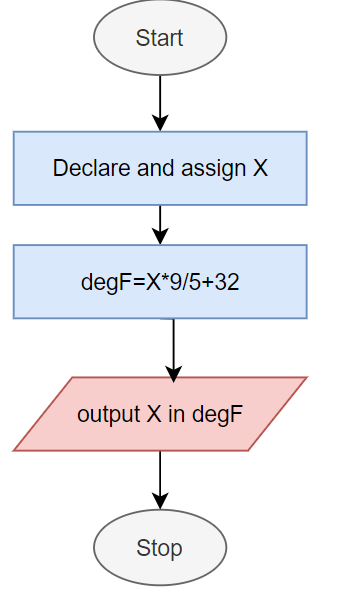 Start
Declare and assign X
degF=X*9/5+32
output X in degF
Stop